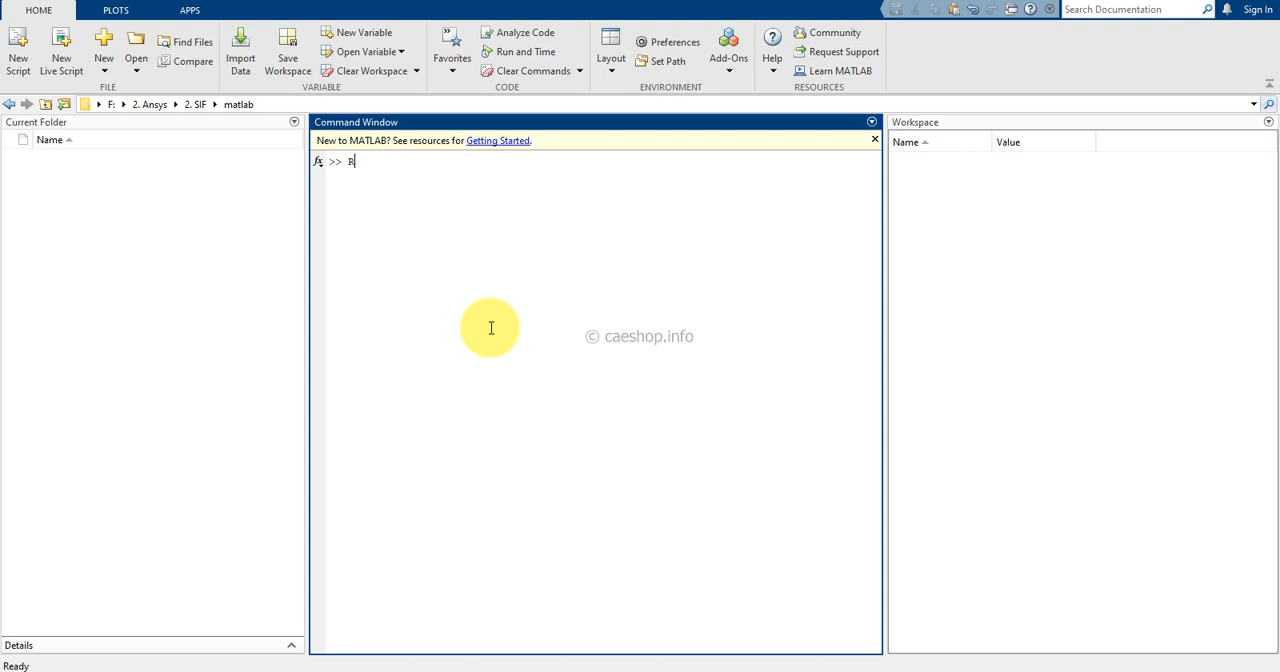 HOME PLOTS APPS Search Documentation Sign In
New Script
New Live Script
New
Open
Find Files
Compare
FILE
Import Data
Save Workspace
New Variable
Open Variable
Clear Workspace
VARIABLE
Favorites
Analyze Code
Run and Time
Clear Commands
CODE
Layout
Preferences
Set Path
Add-Ons
ENVIRONMENT
Help
Community
Request Support
Learn MATLAB
RESOURCES
F: 2. Ansys 2. SIF matlab
Current Folder
Name
Command Window
New to MATLAB? See resources for Getting Started.
fx >> R
© caeshop.info
Workspace
Name Value
Details
Ready